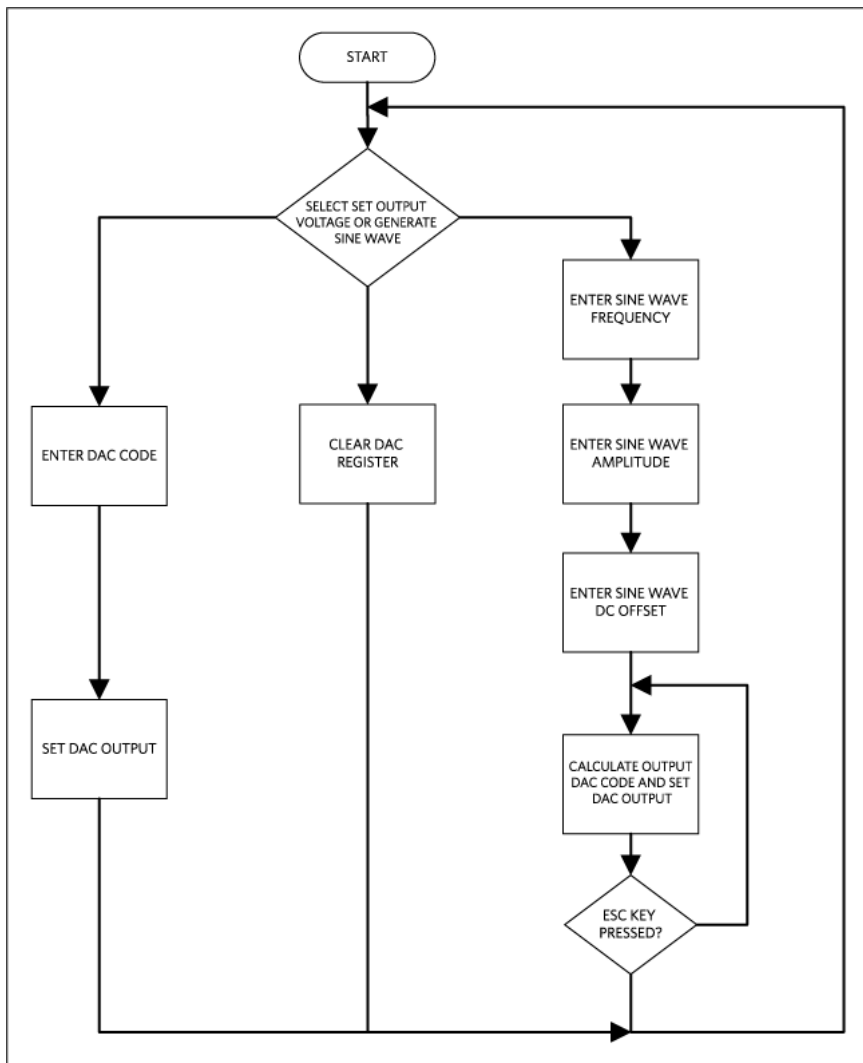 START
SELECT SET OUTPUT
VOLTAGE OR GENERATE
SINE WAVE
ENTER DAC CODE
SET DAC OUTPUT
CLEAR DAC
REGISTER
ENTER SINE WAVE
FREQUENCY
ENTER SINE WAVE
AMPLITUDE
ENTER SINE WAVE
DC OFFSET
CALCULATE OUTPUT
DAC CODE AND SET
DAC OUTPUT
ESC KEY
PRESSED?